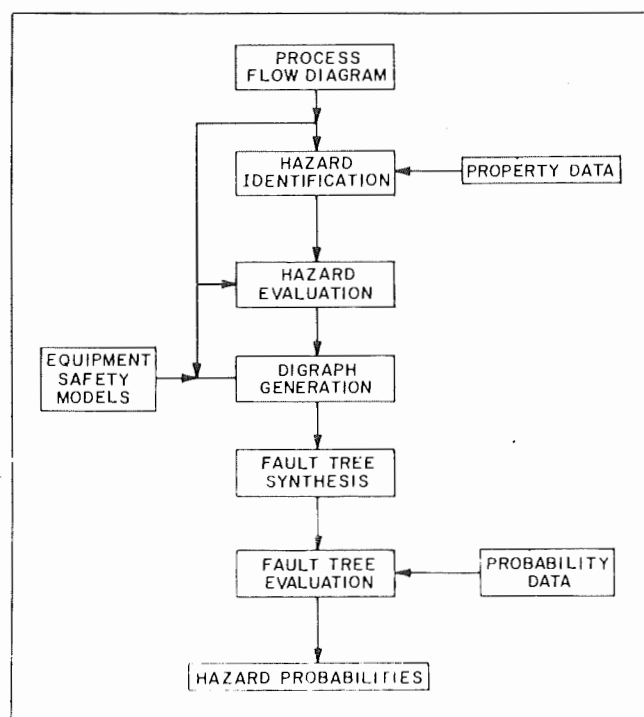 PROCESS
FLOW DIAGRAM
HAZARD
IDENTIFICATION
PROPERTY DATA
HAZARD
EVALUATION
EQUIPMENT
SAFETY
MODELS
DIGRAPH
GENERATION
FAULT TREE
SYNTHESIS
FAULT TREE
EVALUATION
PROBABILITY
DATA
HAZARD PROBABILITIES